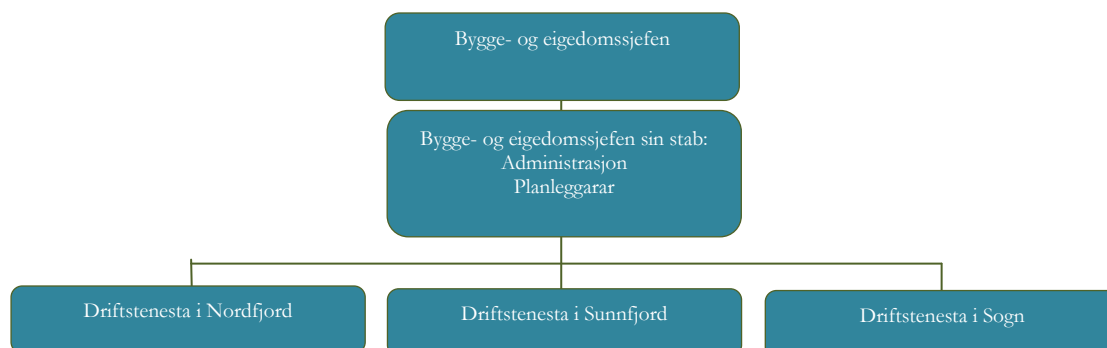 Bygge- og eigedomssjefen
Bygge- og eigedomssjefen sin stab:
Administrasjon
Planleggarar
Driftstenesta i Nordfjord
Driftstenesta i Sunnfjord
Driftstenesta i Sogn